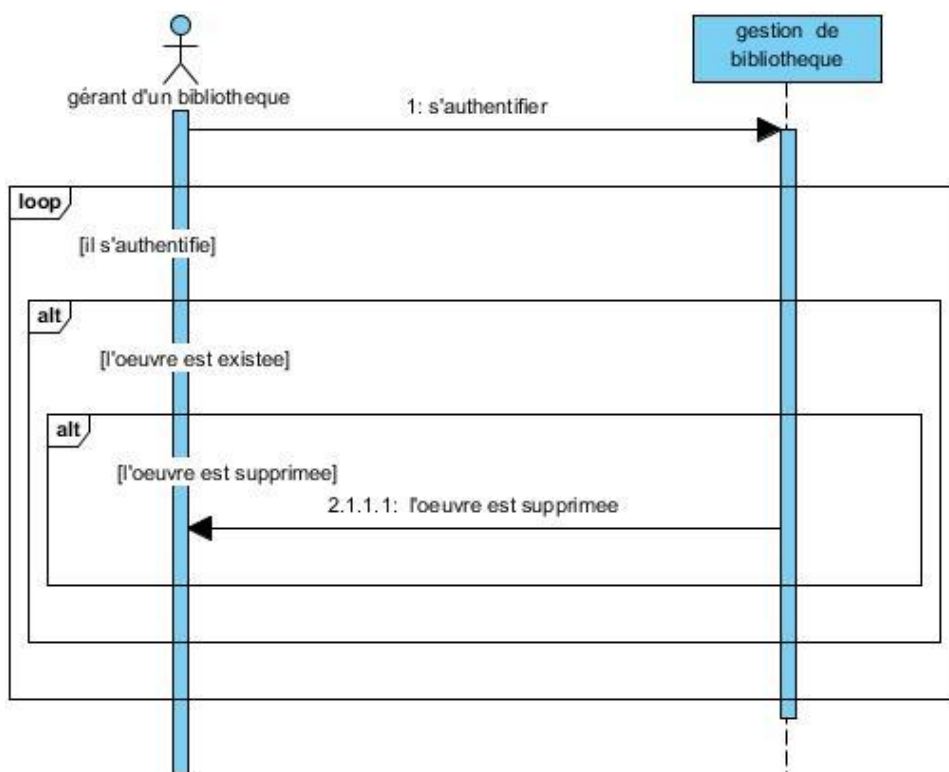 gestion de
bibliotheque
gérant d'un bibliotheque
1: s'authentifier
loop
[il s'authentifie]
alt
[l'oeuvre est existee]
alt
[l'oeuvre est supprimee]
2.1.1.1: l'oeuvre est supprimee